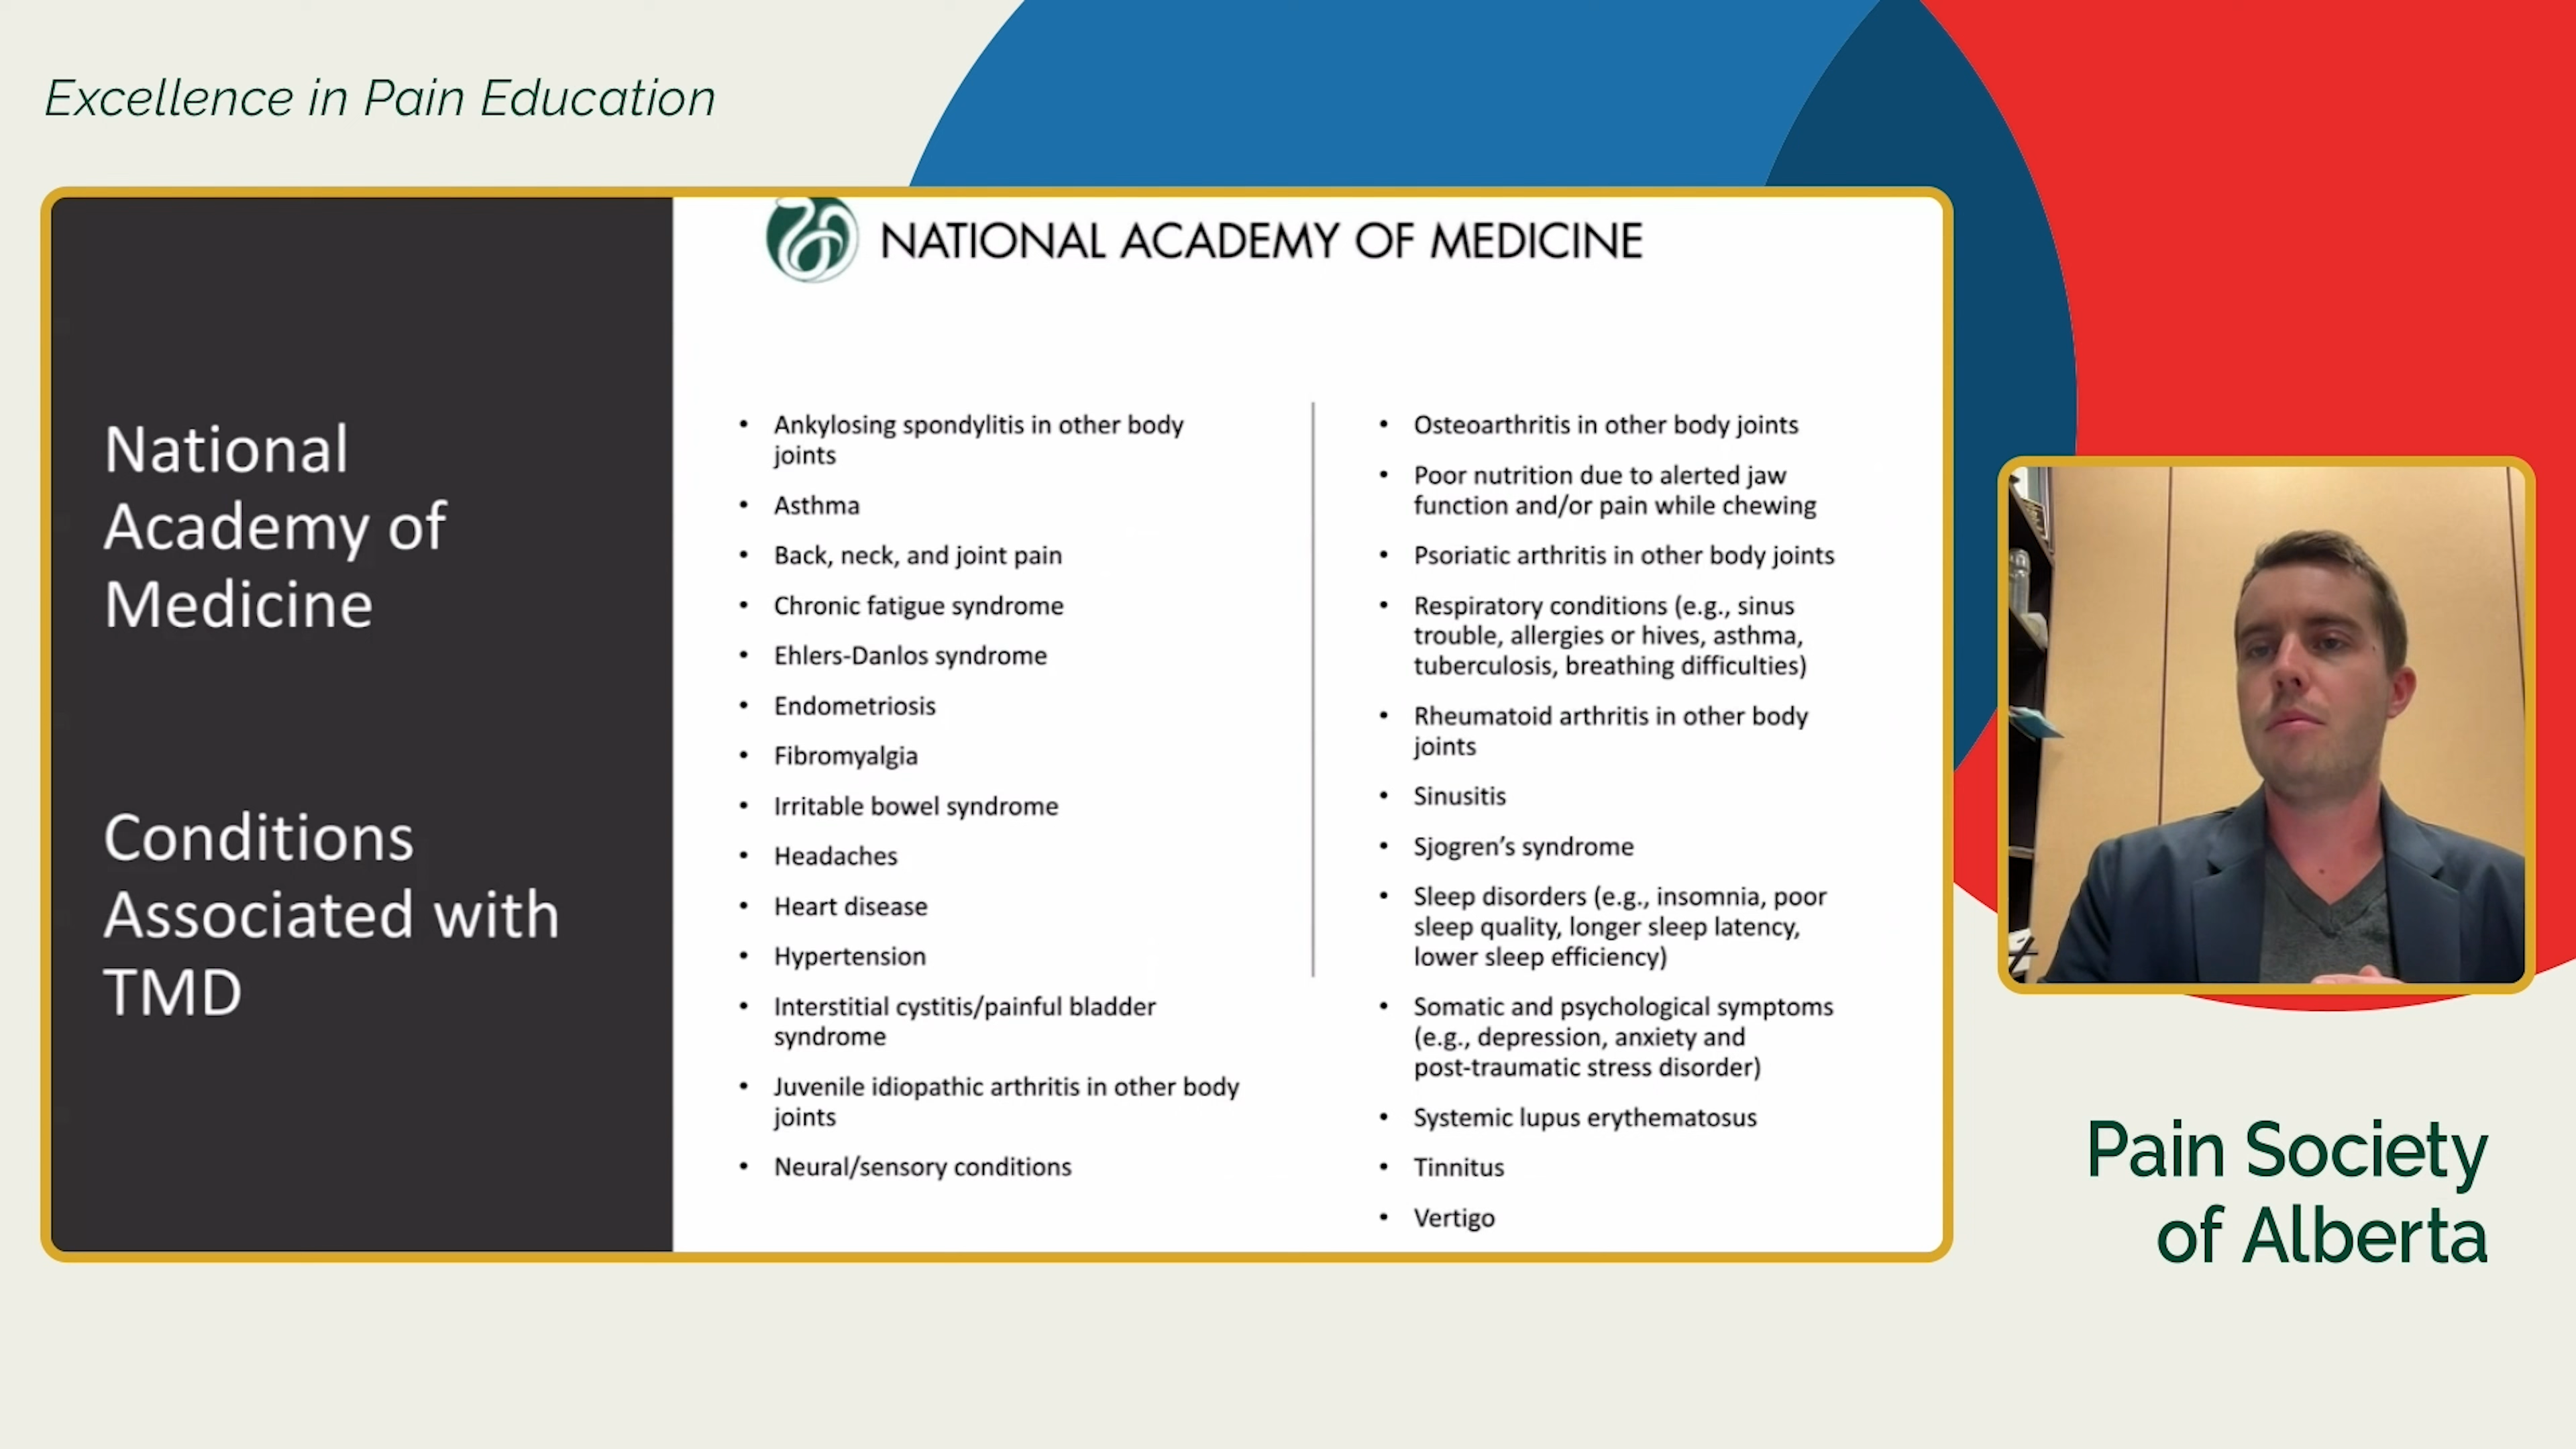 Excellence in Pain Education
NATIONAL ACADEMY OF MEDICINE
National
Academy of
Medicine
Conditions
Associated with
TMD
• Ankylosing spondylitis in other body
joints
• Asthma
• Back, neck, and joint pain
• Chronic fatigue syndrome
• Ehlers-Danlos syndrome
• Endometriosis
• Fibromyalgia
• Irritable bowel syndrome
• Headaches
• Heart disease
• Hypertension
• Interstitial cystitis/painful bladder
syndrome
• Juvenile idiopathic arthritis in other body
joints
• Neural/sensory conditions
• Osteoarthritis in other body joints
• Poor nutrition due to alerted jaw
function and/or pain while chewing
• Psoriatic arthritis in other body joints
• Respiratory conditions (e.g., sinus
trouble, allergies or hives, asthma,
tuberculosis, breathing difficulties)
• Rheumatoid arthritis in other body
joints
• Sinusitis
• Sjogren’s syndrome
• Sleep disorders (e.g., insomnia, poor
sleep quality, longer sleep latency,
lower sleep efficiency)
• Somatic and psychological symptoms
(e.g., depression, anxiety and
post-traumatic stress disorder)
• Systemic lupus erythematosus
• Tinnitus
• Vertigo
Pain Society
of Alberta